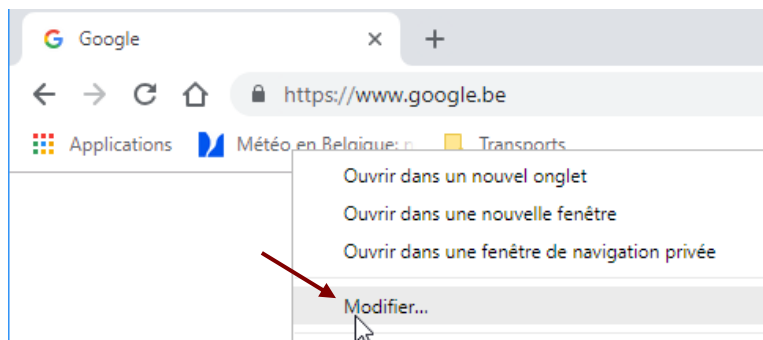 Google
https://www.google.be
Applications Météo en Belgique: Transports
Ouvrir dans un nouvel onglet
Ouvrir dans une nouvelle fenêtre
Ouvrir dans une fenêtre de navigation privée
Modifier...